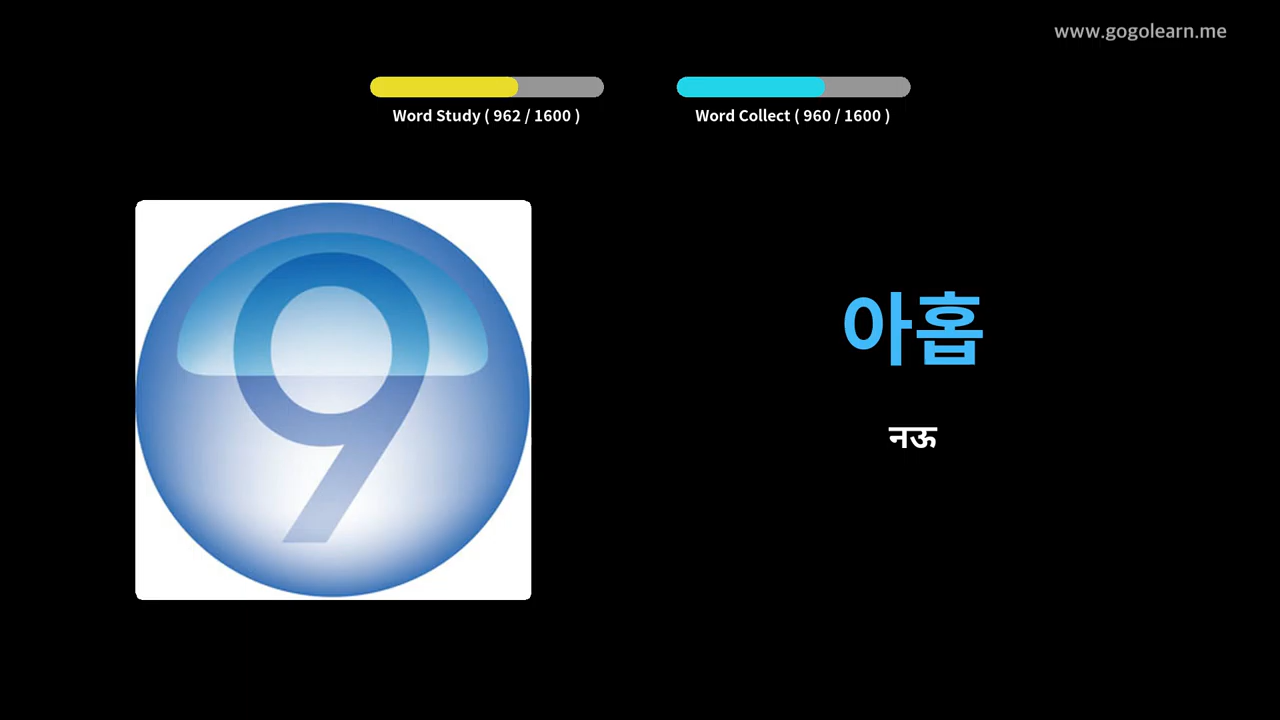 www.gogolearn.me
Word Study ( 962 / 1600 )
Word Collect ( 960 / 1600 )
9
아홉
नऊ